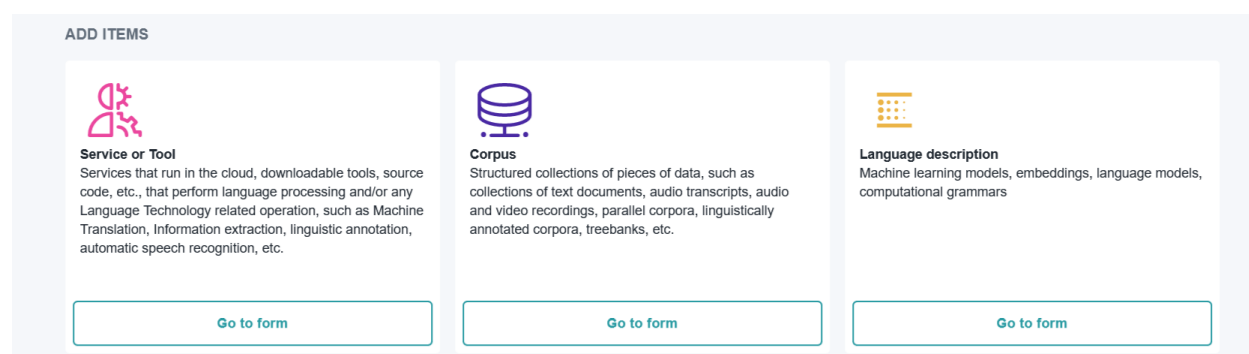 ADD ITEMS
Service or Tool
Services that run in the cloud, downloadable tools, source
code, etc., that perform language processing and/or any
Language Technology related operation, such as Machine
Translation, Information extraction, linguistic annotation,
automatic speech recognition, etc.
Go to form
Corpus
Structured collections of pieces of data, such as
collections of text documents, audio transcripts, audio
and video recordings, parallel corpora, linguistically
annotated corpora, treebanks, etc.
Go to form
Language description
Machine learning models, embeddings, language models,
computational grammars
Go to form